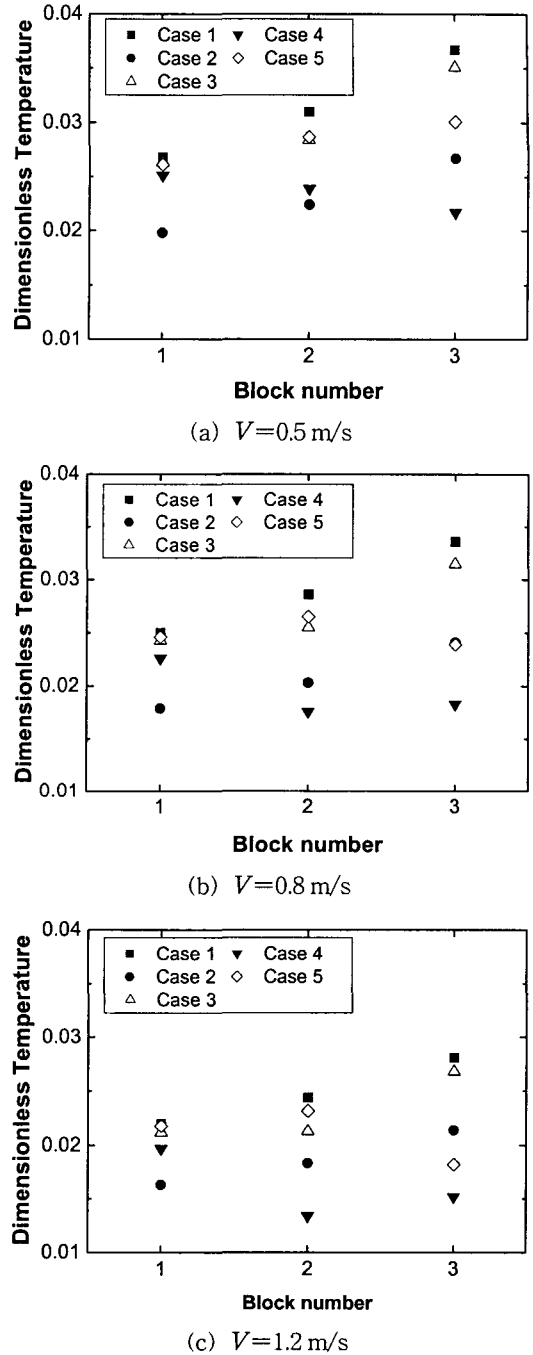 0.04
0.03
0.02
0.01
Dimensionless Temperature
Case 1 Case 4
Case 2 Case 5
Case 3
1 2 3
Block number
(a) V=0.5 m/s
0.04
0.03
0.02
0.01
Dimensionless Temperature
Case 1 Case 4
Case 2 Case 5
Case 3
1 2 3
Block number
(b) V=0.8 m/s
0.04
0.03
0.02
0.01
Dimensionless Temperature
Case 1 Case 4
Case 2 Case 5
Case 3
1 2 3
Block number
(c) V=1.2 m/s